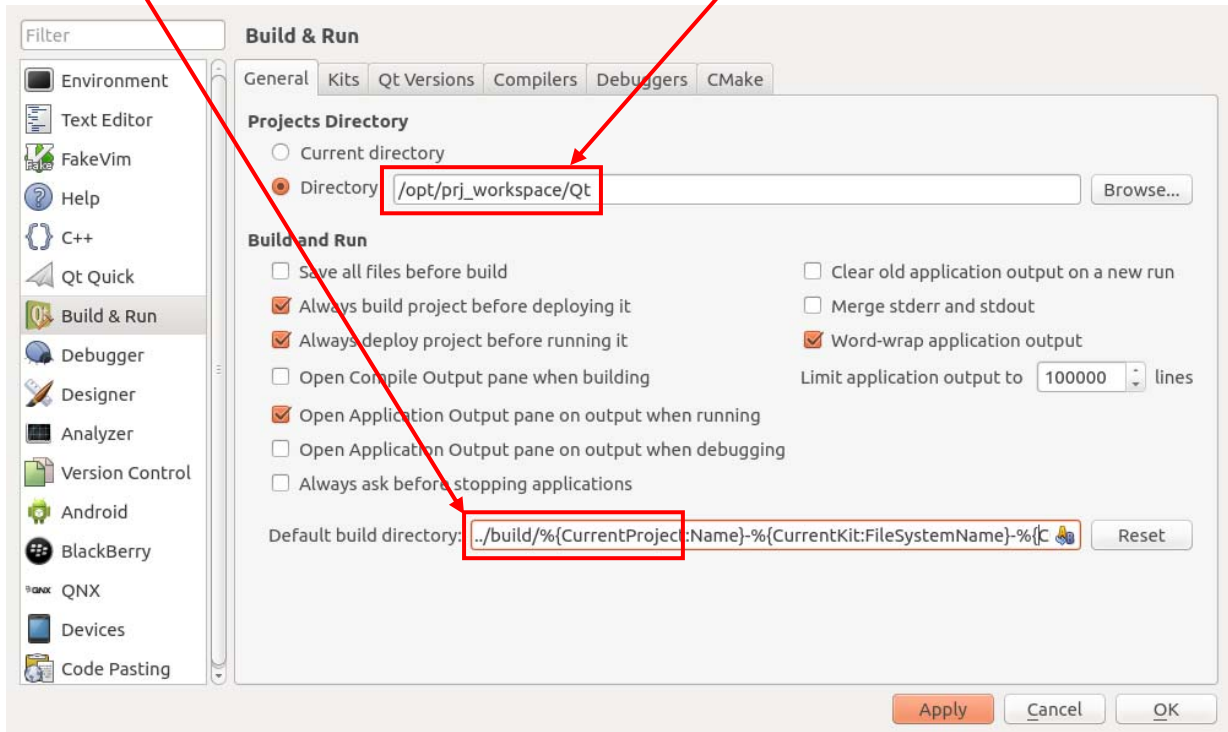 Filter
Build & Run
Environment
Text Editor
FakeVim
Help
C++
Qt Quick
Build & Run
Debugger
Designer
Analyzer
Version Control
Android
BlackBerry
QNX QNX
Devices
Code Pasting
General Kits Qt Versions Compilers Debuggers CMake
Projects Directory
Current directory
Directory /opt/prj_workspace/Qt Browse...
Build and Run
Save all files before build
Always build project before deploying it
Always deploy project before running it
Open Compile Output pane when building
Open Application Output pane on output when running
Open Application Output pane on output when debugging
Always ask before stopping applications
Clear old application output on a new run
Merge stderr and stdout
Word-wrap application output
Limit application output to 100000 lines
Default build directory: ../build/%{CurrentProject:Name}-%{CurrentKit:FileSystemName}-%{C Reset
Apply Cancel OK